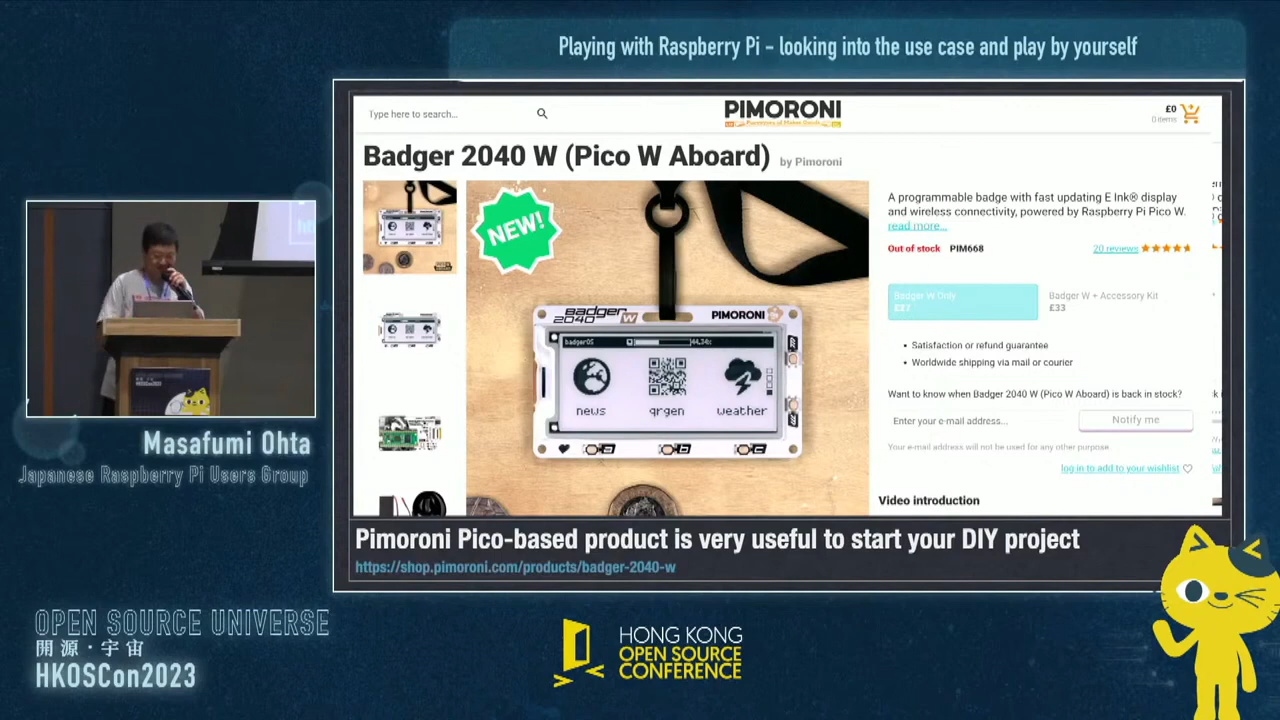 Playing with Raspberry Pi - looking into the use case and play by yourself
Type here to search...
PIMORONI
£0
0 items
Badger 2040 W (Pico W Aboard) by Pimoroni
NEW!
A programmable badge with fast updating E Ink® display
and wireless connectivity, powered by Raspberry Pi Pico W.
read more...
Out of stock PIM668
20 reviews
Badger W Only
Badger W + Accessory Kit
£33
Satisfaction or refund guarantee
Worldwide shipping via mail or courier
Want to know when Badger 2040 W (Pico W Aboard) is back in stock?
Enter your e-mail address...
Notify me
Your e-mail address will not be used for any other purpose
log in to add to your wishlist
Video introduction
badger
2040 W
PIMORONI
badgerOS
news
qrgen
weather
a
b
c
Pimoroni Pico-based product is very useful to start your DIY project
https://shop.pimoroni.com/products/badger-2040-w
Masafumi Ohta
Japanese Raspberry Pi Users Group
OPEN SOURCE UNIVERSE
開源·宇宙
HKOSCon2023
HONG KONG
OPEN SOURCE
CONFERENCE